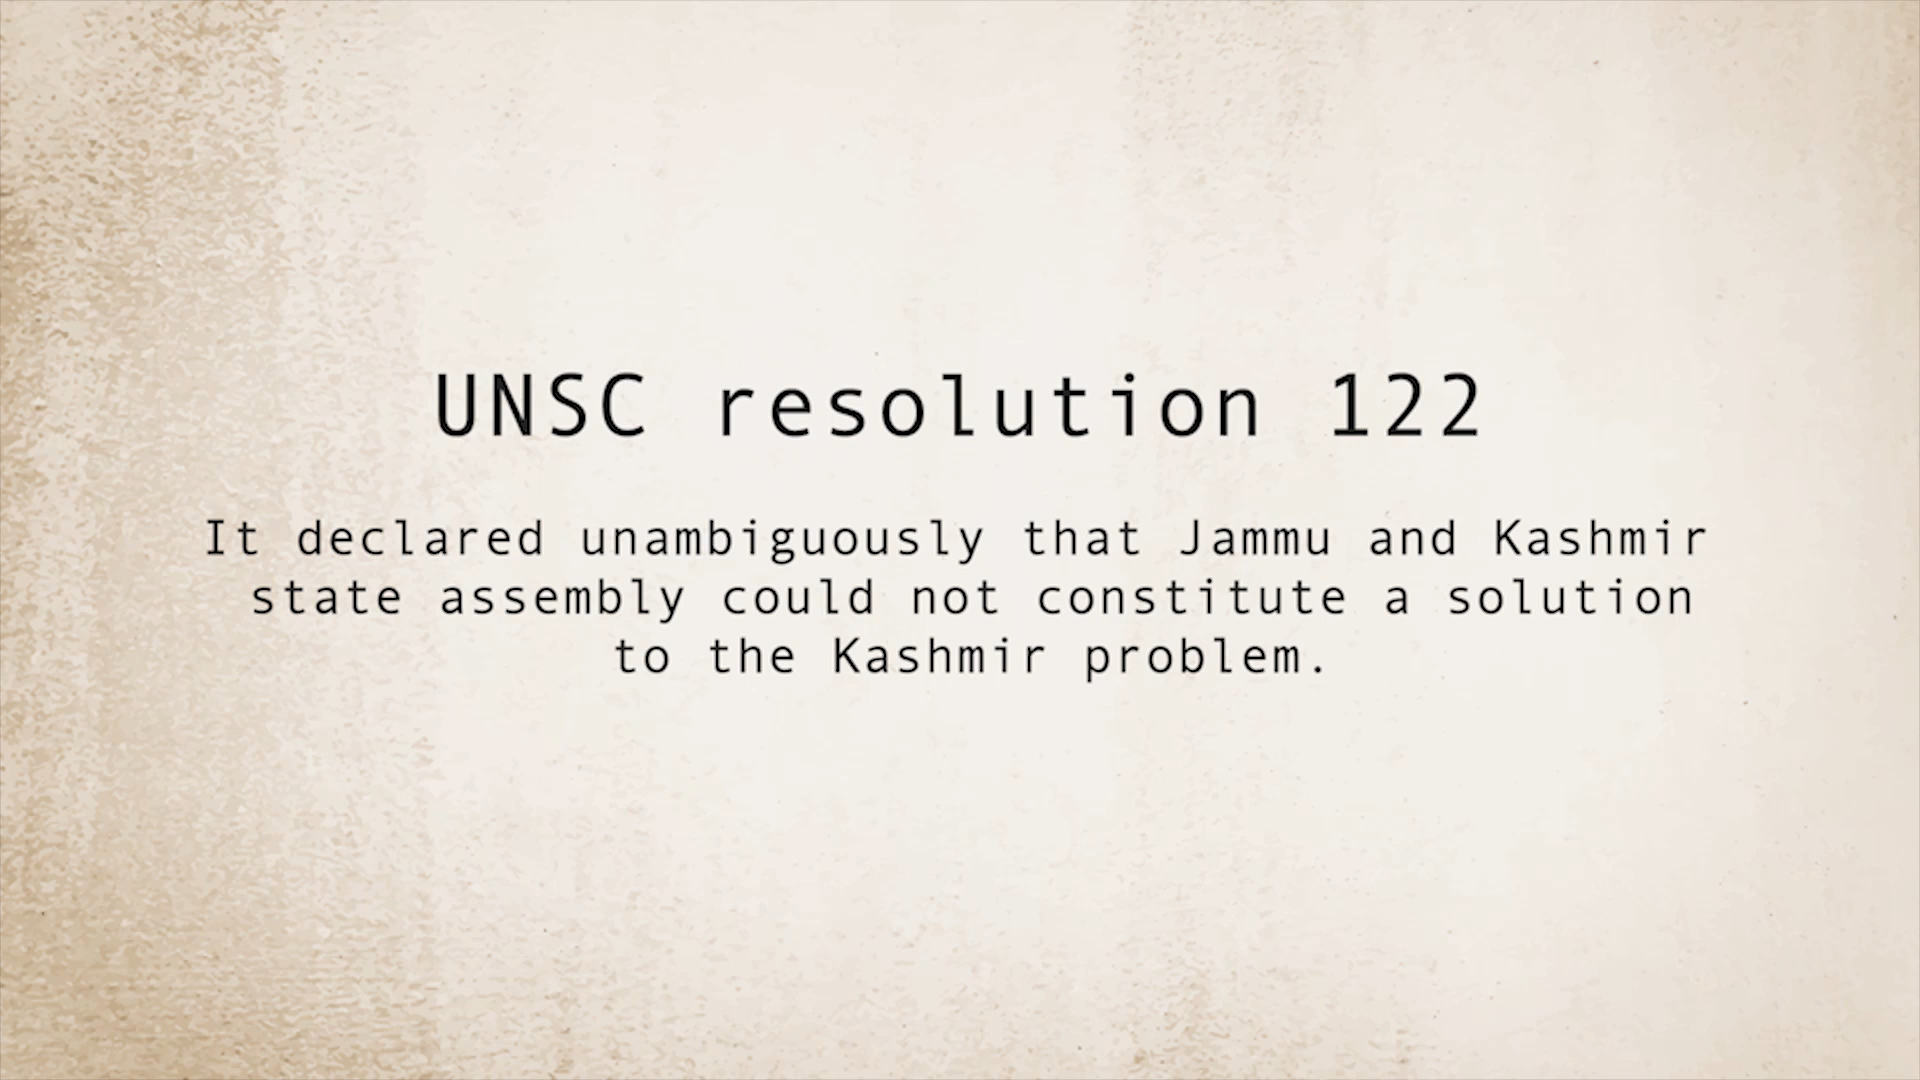 UNSC resolution 122
It declared unambiguously that Jammu and Kashmir
state assembly could not constitute a solution
to the Kashmir problem.